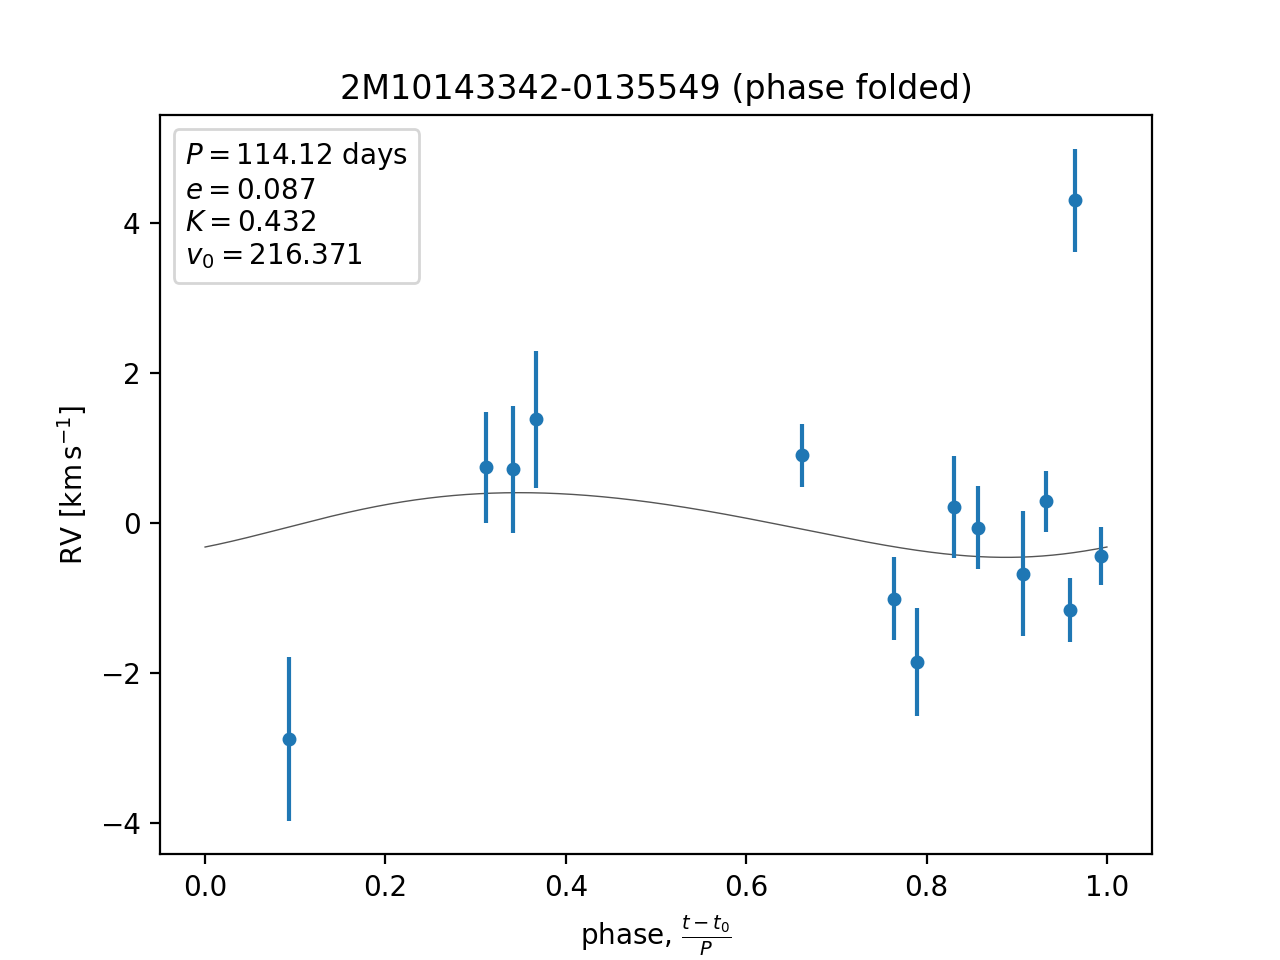 2M10143342-0135549 (phase folded)
P = 114.12 days
e = 0.087
K = 0.432
v₀ = 216.371
4
2
0
−2
−4
RV [km s⁻¹]
0.0 0.2 0.4 0.6 0.8 1.0
phase, (t − t₀)/P